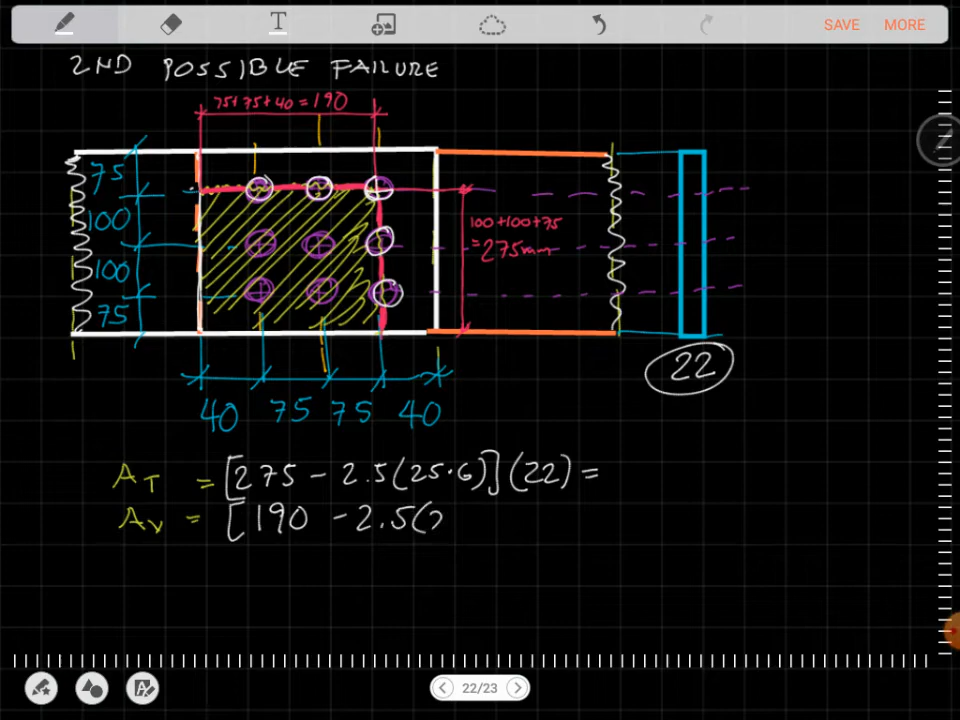 SAVE MORE
2ND POSSIBLE FAILURE
75+75+40=190
75
100
100
75
100+100+75
=275mm
22
40 75 75 40
AT = [275 - 2.5(25.6)](22) =
AV = [190 - 2.5(2
22/23